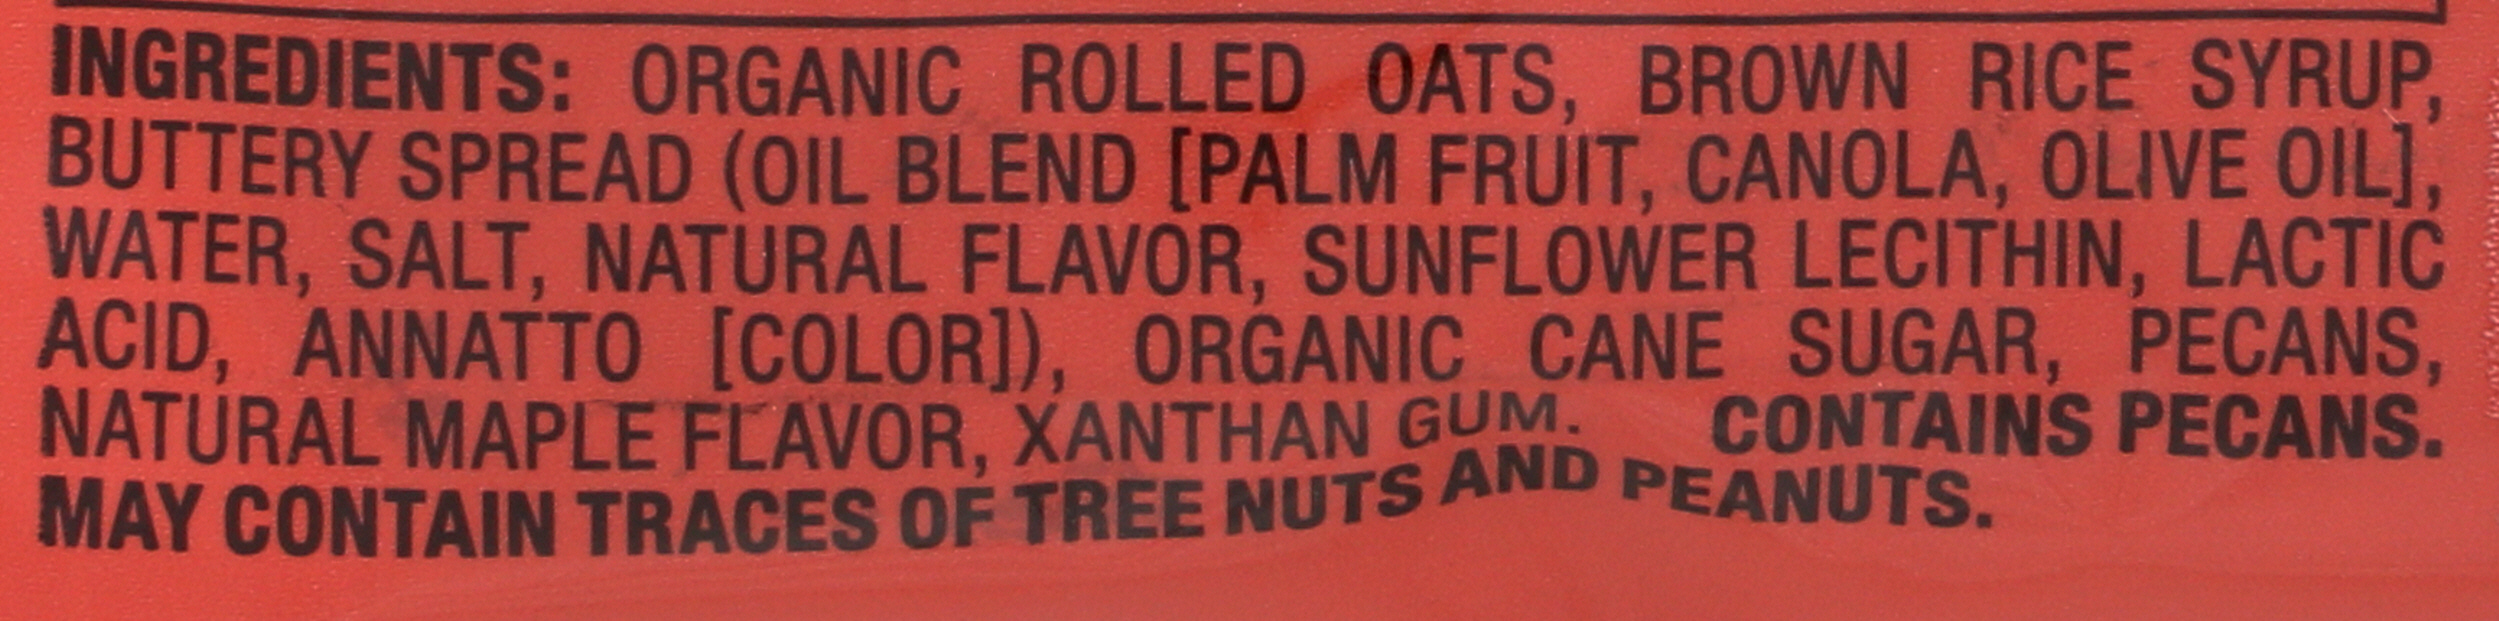 INGREDIENTS: ORGANIC ROLLED OATS, BROWN RICE SYRUP,
BUTTERY SPREAD (OIL BLEND [PALM FRUIT, CANOLA, OLIVE OIL],
WATER, SALT, NATURAL FLAVOR, SUNFLOWER LECITHIN, LACTIC
ACID, ANNATTO [COLOR]), ORGANIC CANE SUGAR, PECANS,
NATURAL MAPLE FLAVOR, XANTHAN GUM. CONTAINS PECANS.
MAY CONTAIN TRACES OF TREE NUTS AND PEANUTS.